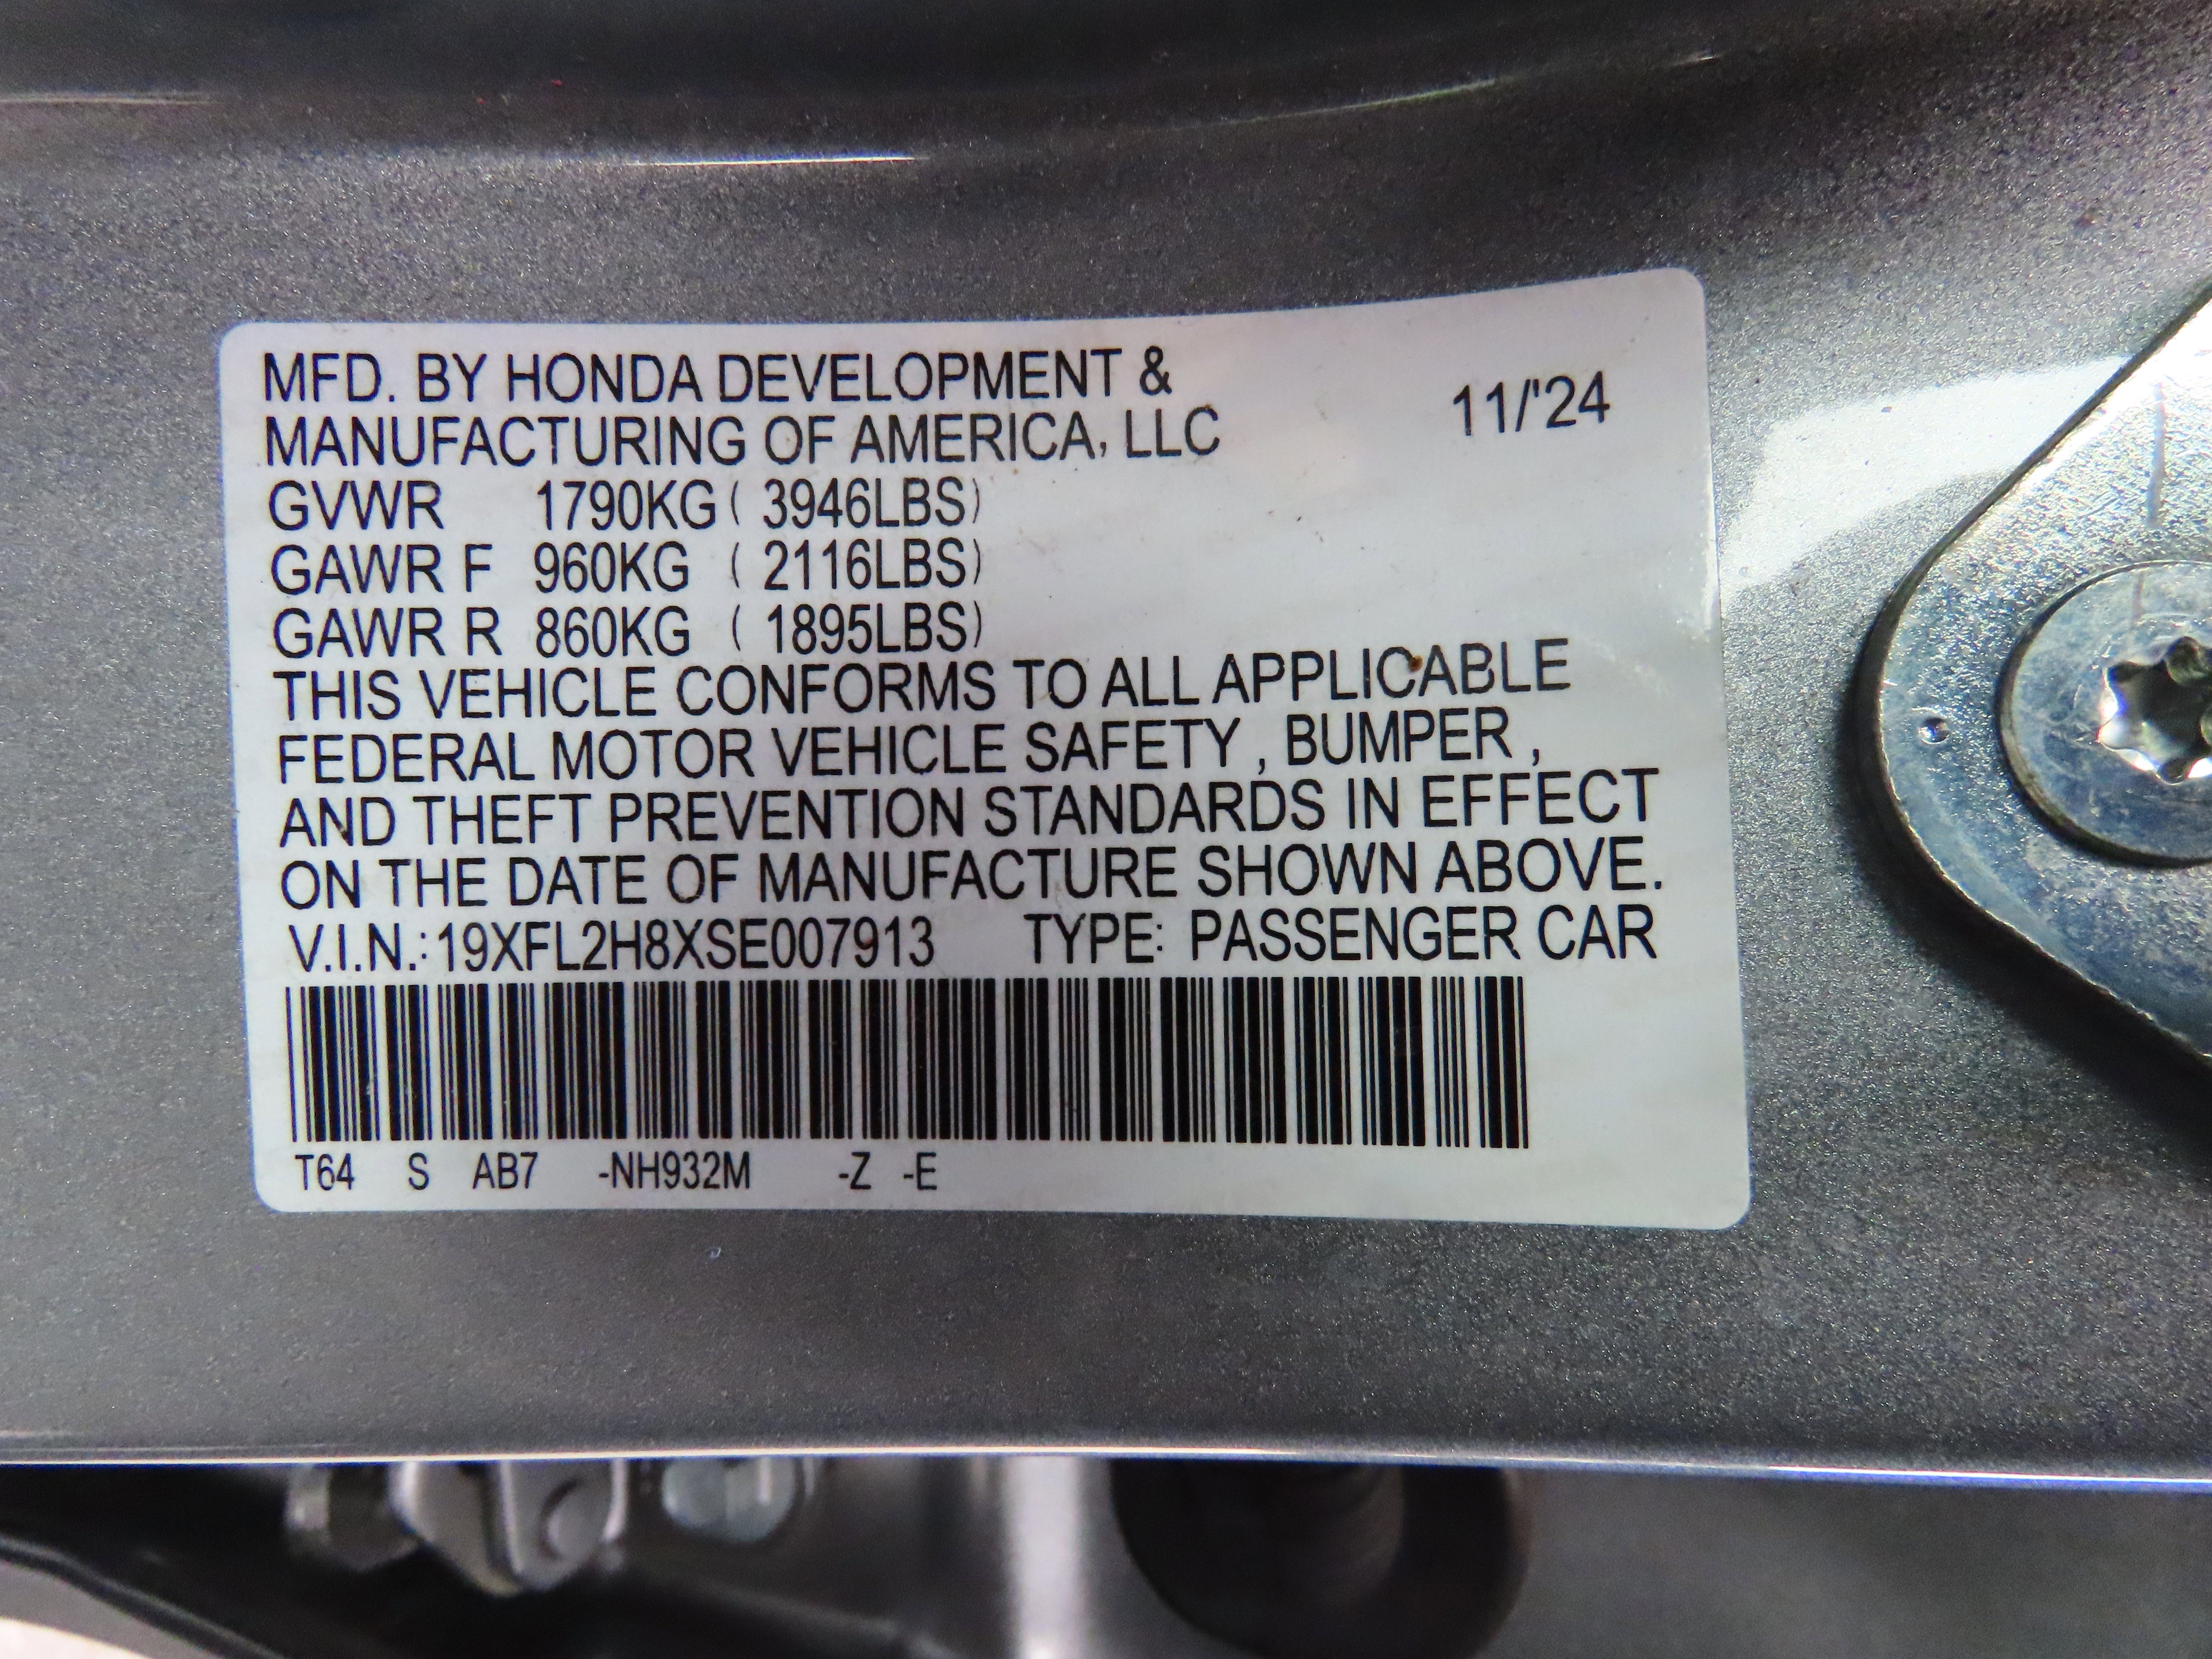 MFD. BY HONDA DEVELOPMENT &
MANUFACTURING OF AMERICA, LLC 11/'24
GVWR 1790KG ( 3946LBS)
GAWR F 960KG ( 2116LBS)
GAWR R 860KG ( 1895LBS)
THIS VEHICLE CONFORMS TO ALL APPLICABLE
FEDERAL MOTOR VEHICLE SAFETY , BUMPER ,
AND THEFT PREVENTION STANDARDS IN EFFECT
ON THE DATE OF MANUFACTURE SHOWN ABOVE.
V.I.N.: 19XFL2H8XSE007913 TYPE: PASSENGER CAR
T64 S AB7 -NH932M -Z -E